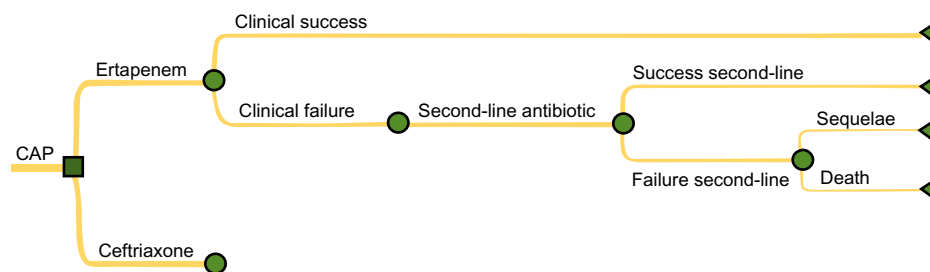 Clinical success
Ertapenem
Success second-line
Clinical failure
Second-line antibiotic
Sequelae
CAP
Failure second-line
Death
Ceftriaxone